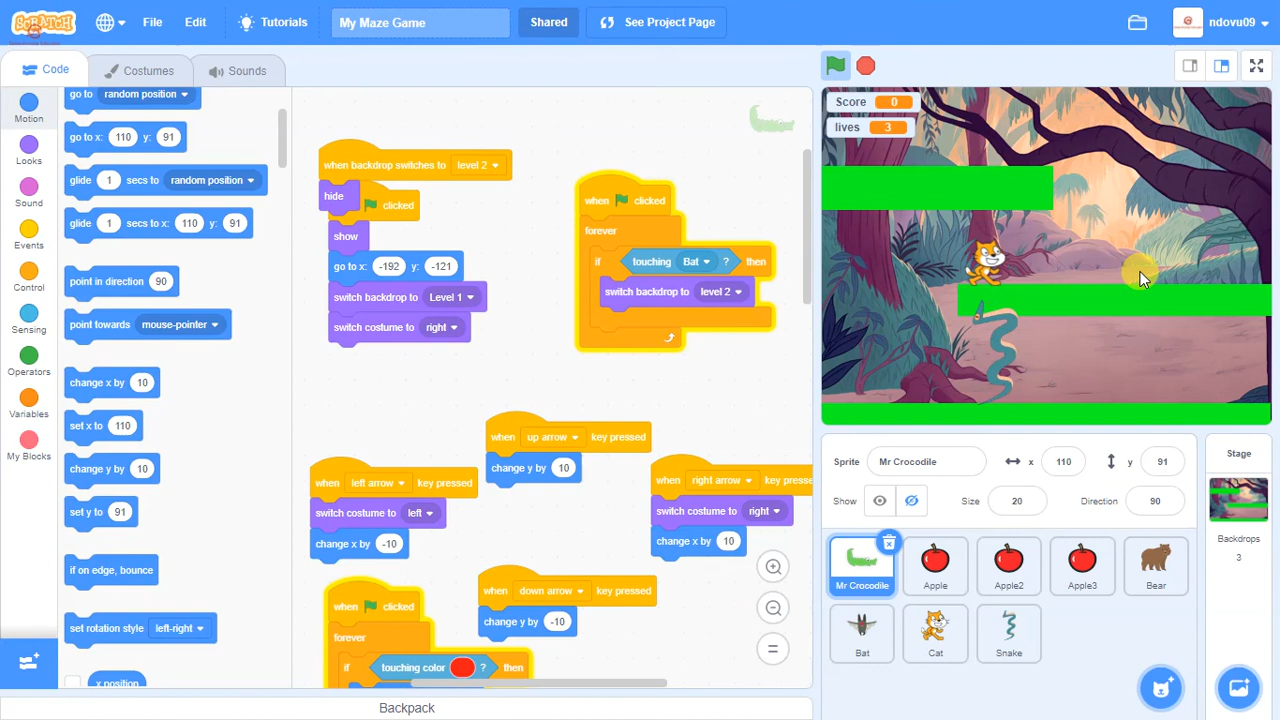 SCRATCH File Edit Tutorials My Maze Game Shared See Project Page ndovu09
Code Costumes Sounds
Motion
Looks
Sound
Events
Control
Sensing
Operators
Variables
My Blocks
go to random position
go to x: 110 y: 91
glide 1 secs to random position
glide 1 secs to x: 110 y: 91
point in direction 90
point towards mouse-pointer
change x by 10
set x to 110
change y by 10
set y to 91
if on edge, bounce
set rotation style left-right
x position
when backdrop switches to level 2
hide
clicked
show
go to x: -192 y: -121
switch backdrop to Level 1
switch costume to right
when clicked
forever
if touching Bat ? then
switch backdrop to level 2
when up arrow key pressed
change y by 10
when left arrow key pressed
switch costume to left
change x by -10
when right arrow key presse
switch costume to right
change x by 10
when down arrow key pressed
change y by -10
when clicked
forever
if touching color ? then
Backpack
Score 0
lives 3
Sprite Mr Crocodile x 110 y 91
Show Size 20 Direction 90
Mr Crocodile Apple Apple2 Apple3 Bear
Bat Cat Snake
Stage
Backdrops
3